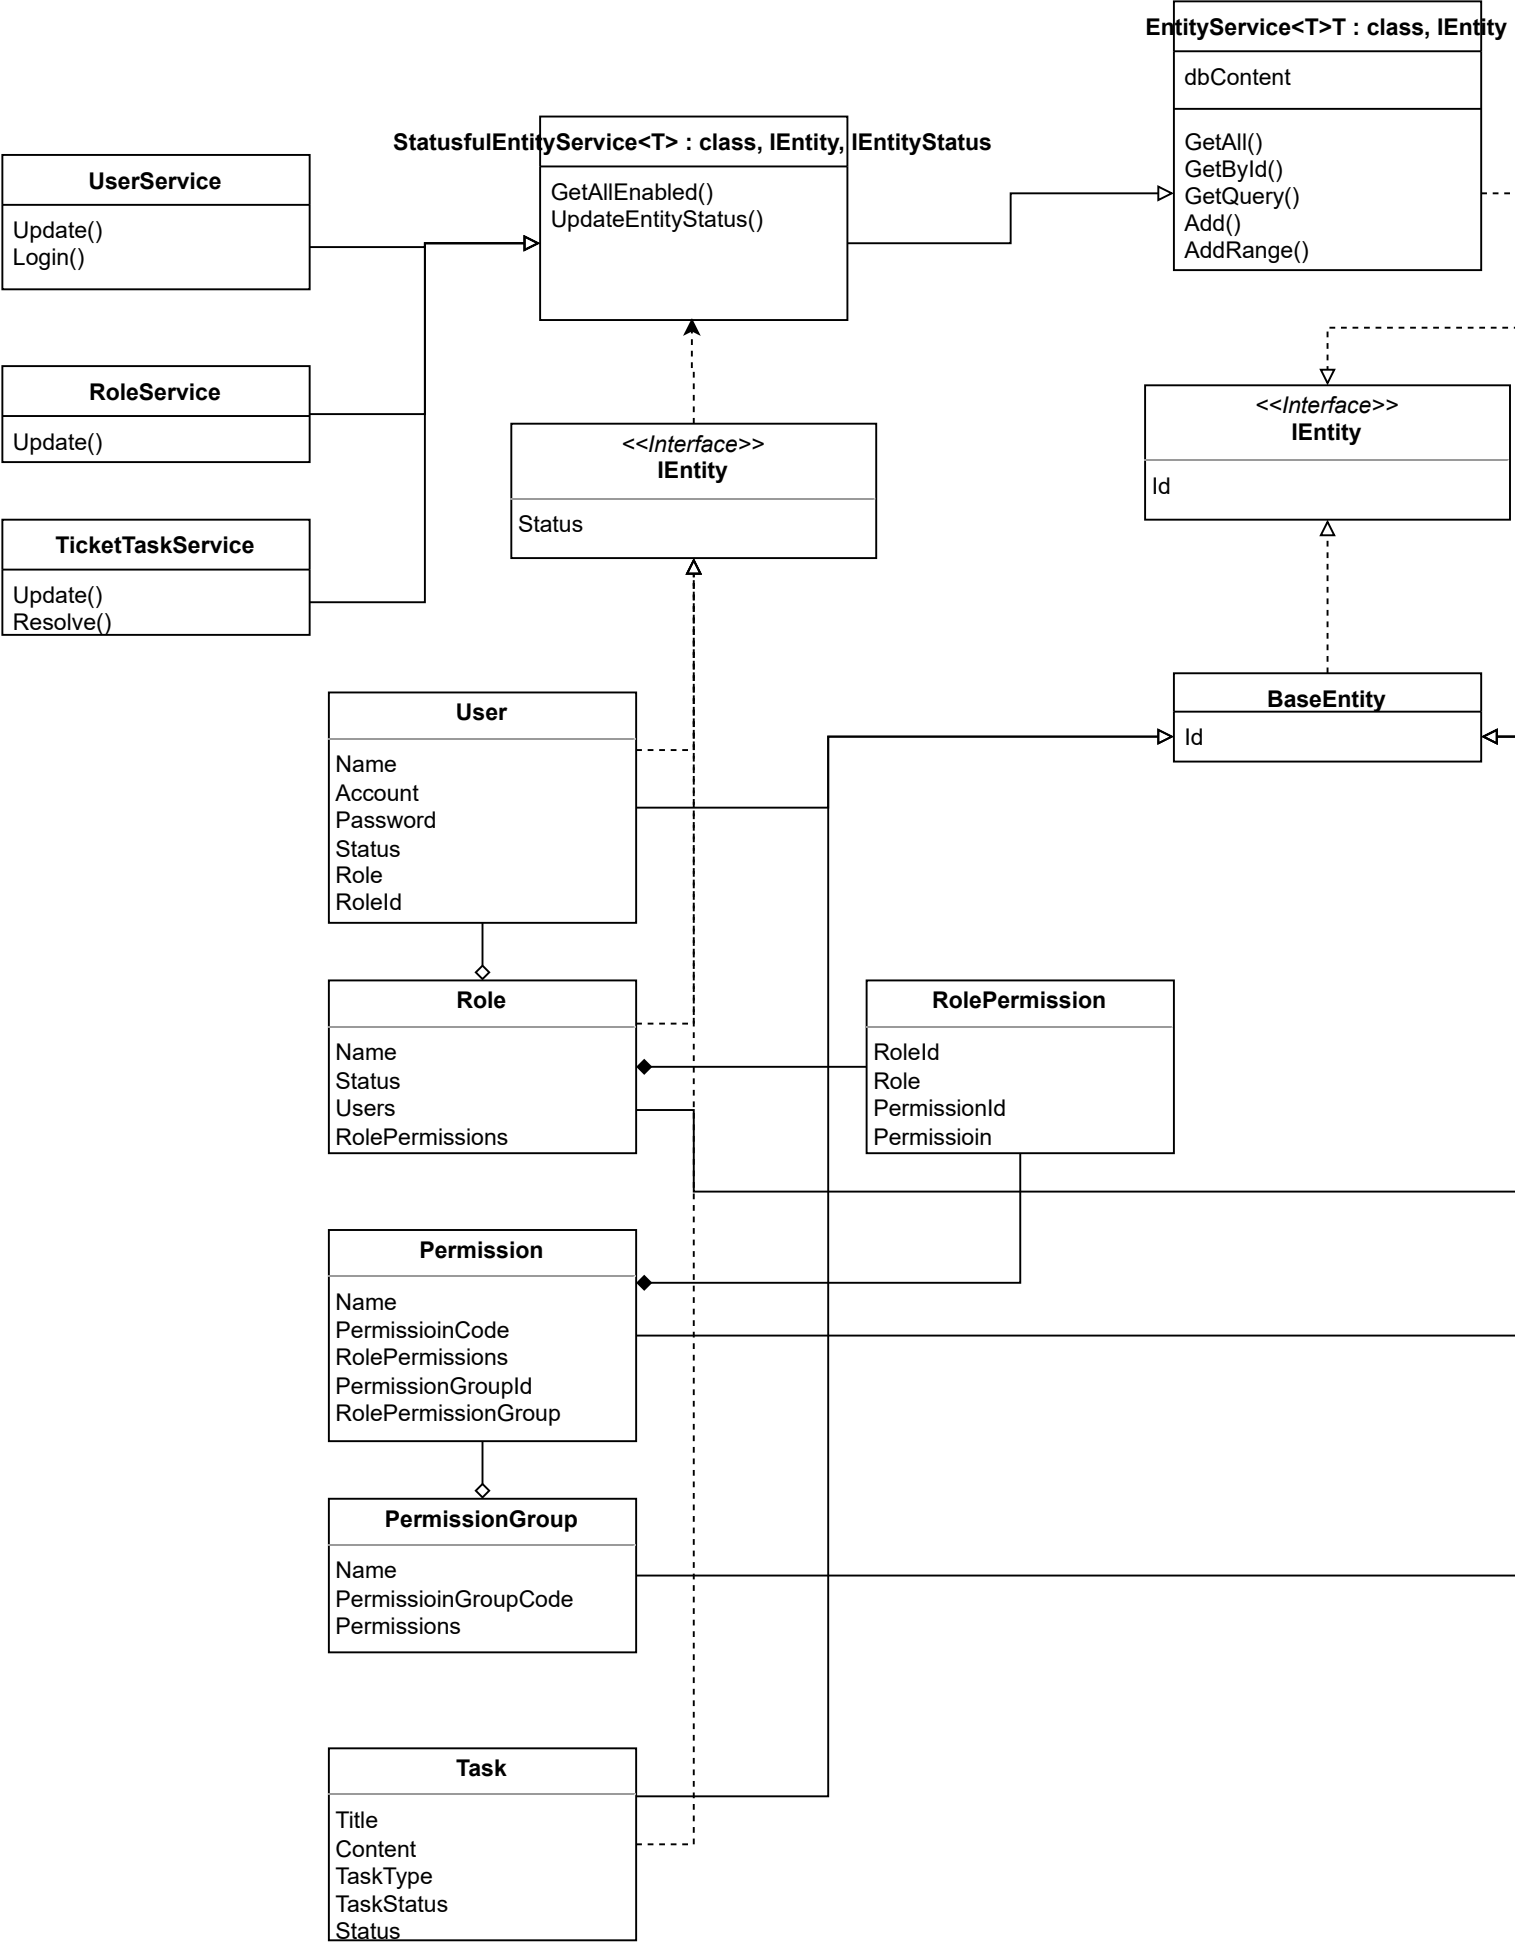 EntityService<T>T : class, IEntity
dbContent
GetAll()
GetById()
GetQuery()
Add()
AddRange()
StatusfulEntityService<T> : class, IEntity, IEntityStatus
GetAllEnabled()
UpdateEntityStatus()
UserService
Update()
Login()
RoleService
Update()
TicketTaskService
Update()
Resolve()
<<Interface>>
IEntity
Status
<<Interface>>
IEntity
Id
BaseEntity
Id
User
Name
Account
Password
Status
Role
RoleId
Role
Name
Status
Users
RolePermissions
RolePermission
RoleId
Role
PermissionId
Permissioin
Permission
Name
PermissioinCode
RolePermissions
PermissionGroupId
RolePermissionGroup
PermissionGroup
Name
PermissioinGroupCode
Permissions
Task
Title
Content
TaskType
TaskStatus
Status